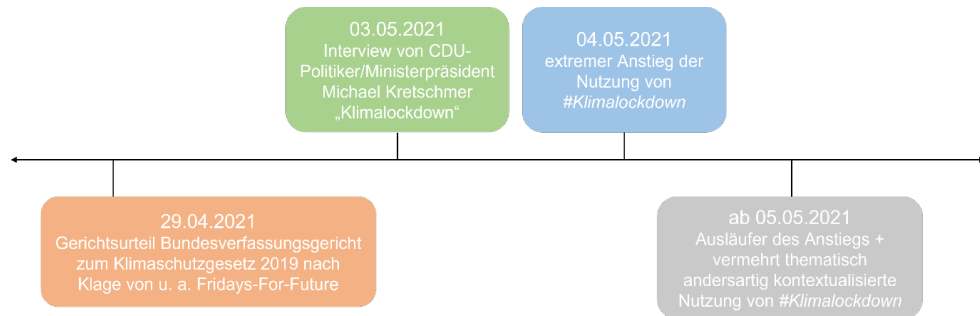 03.05.2021
Interview von CDU-
Politiker/Ministerpräsident
Michael Kretschmer
„Klimalockdown“
04.05.2021
extremer Anstieg der
Nutzung von
#Klimalockdown
29.04.2021
Gerichtsurteil Bundesverfassungsgericht
zum Klimaschutzgesetz 2019 nach
Klage von u. a. Fridays-For-Future
ab 05.05.2021
Ausläufer des Anstiegs +
vermehrt thematisch
andersartig kontextualisierte
Nutzung von #Klimalockdown